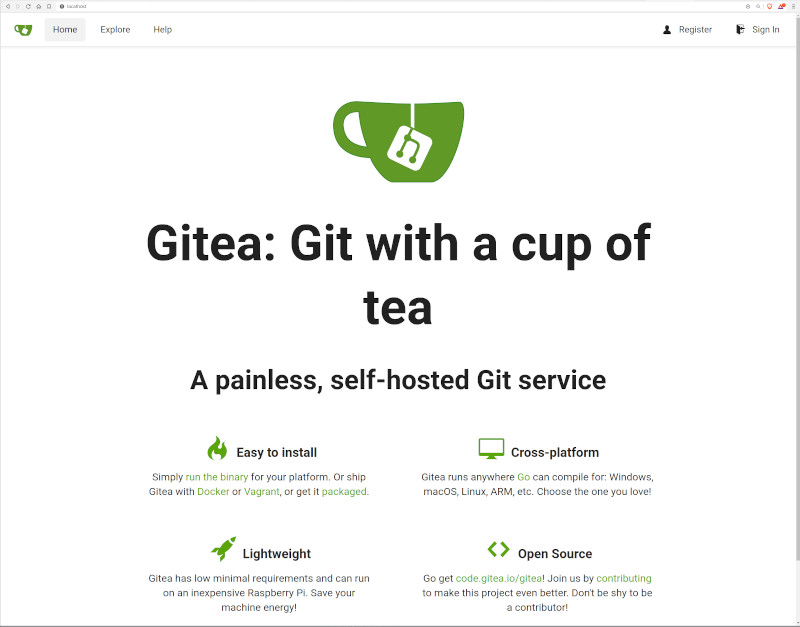 localhost
Home Explore Help Register Sign In
Gitea: Git with a cup of
tea
A painless, self-hosted Git service
Easy to install
Simply run the binary for your platform. Or ship
Gitea with Docker or Vagrant, or get it packaged.
Cross-platform
Gitea runs anywhere Go can compile for: Windows,
macOS, Linux, ARM, etc. Choose the one you love!
Lightweight
Gitea has low minimal requirements and can run
on an inexpensive Raspberry Pi. Save your
machine energy!
Open Source
Go get code.gitea.io/gitea! Join us by contributing
to make this project even better. Don't be shy to be
a contributor!